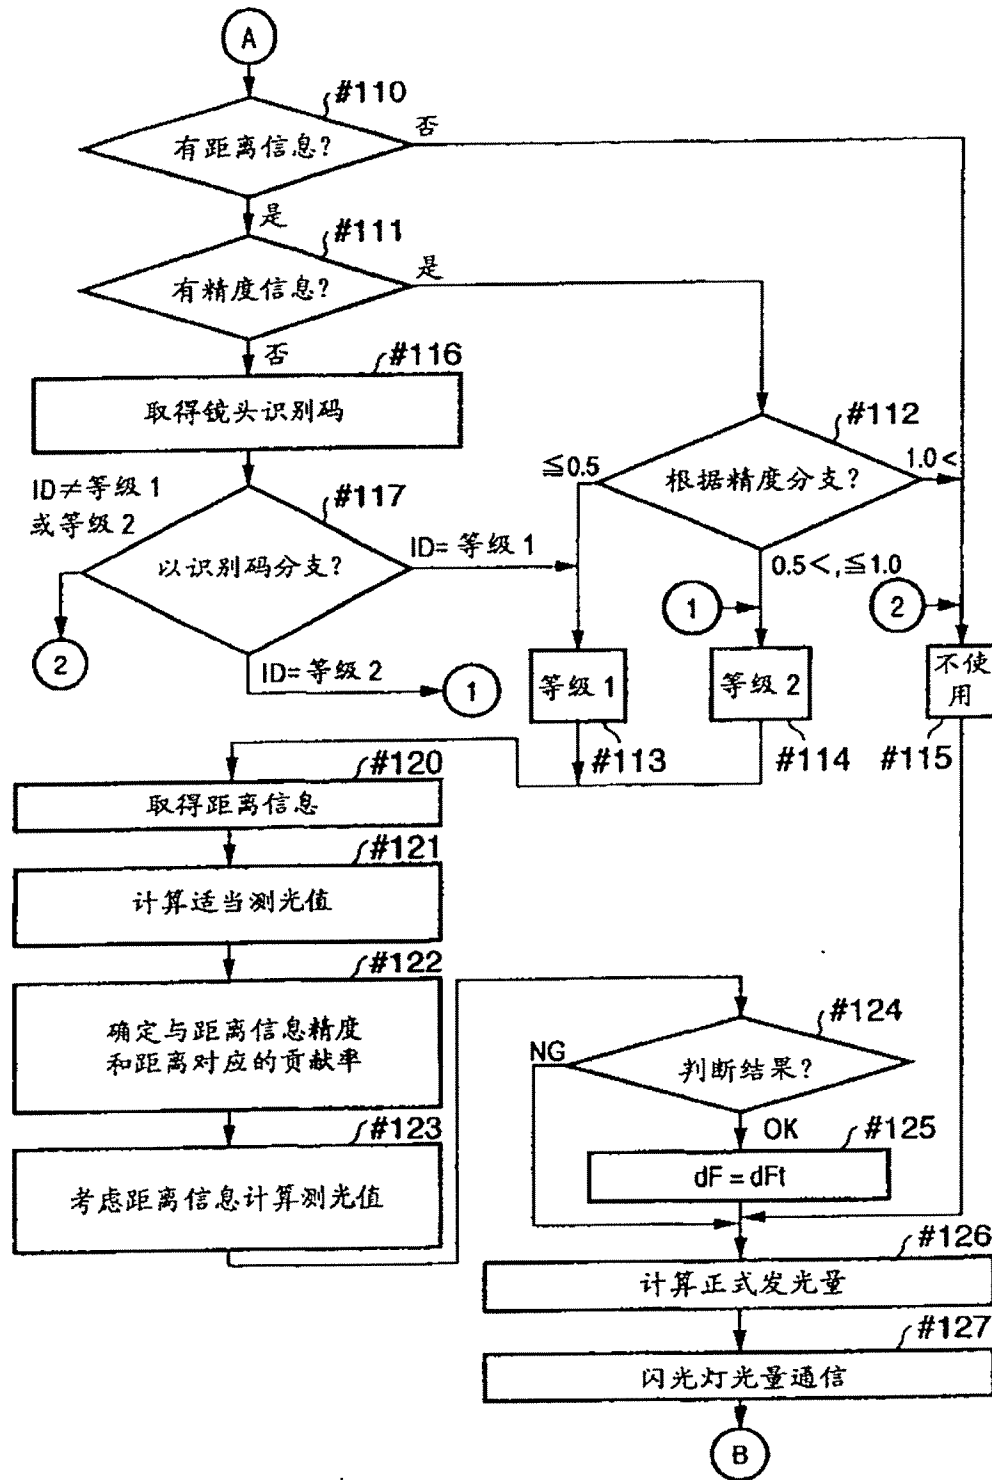 A
#110
有距离信息?
否
是
#111
有精度信息?
是
否
#116
取得镜头识别码
#112
根据精度分支?
≦0.5
1.0<
0.5<,≦1.0
ID≠等级1
或等级2
#117
以识别码分支?
ID=等级1
ID=等级2
2
1
1
2
等级1
#113
等级2
#114
不使
用
#115
#120
取得距离信息
#121
计算适当测光值
#122
确定与距离信息精度
和距离对应的贡献率
#123
考虑距离信息计算测光值
#124
判断结果?
NG
OK
#125
dF=dFt
#126
计算正式发光量
#127
闪光灯光量通信
B